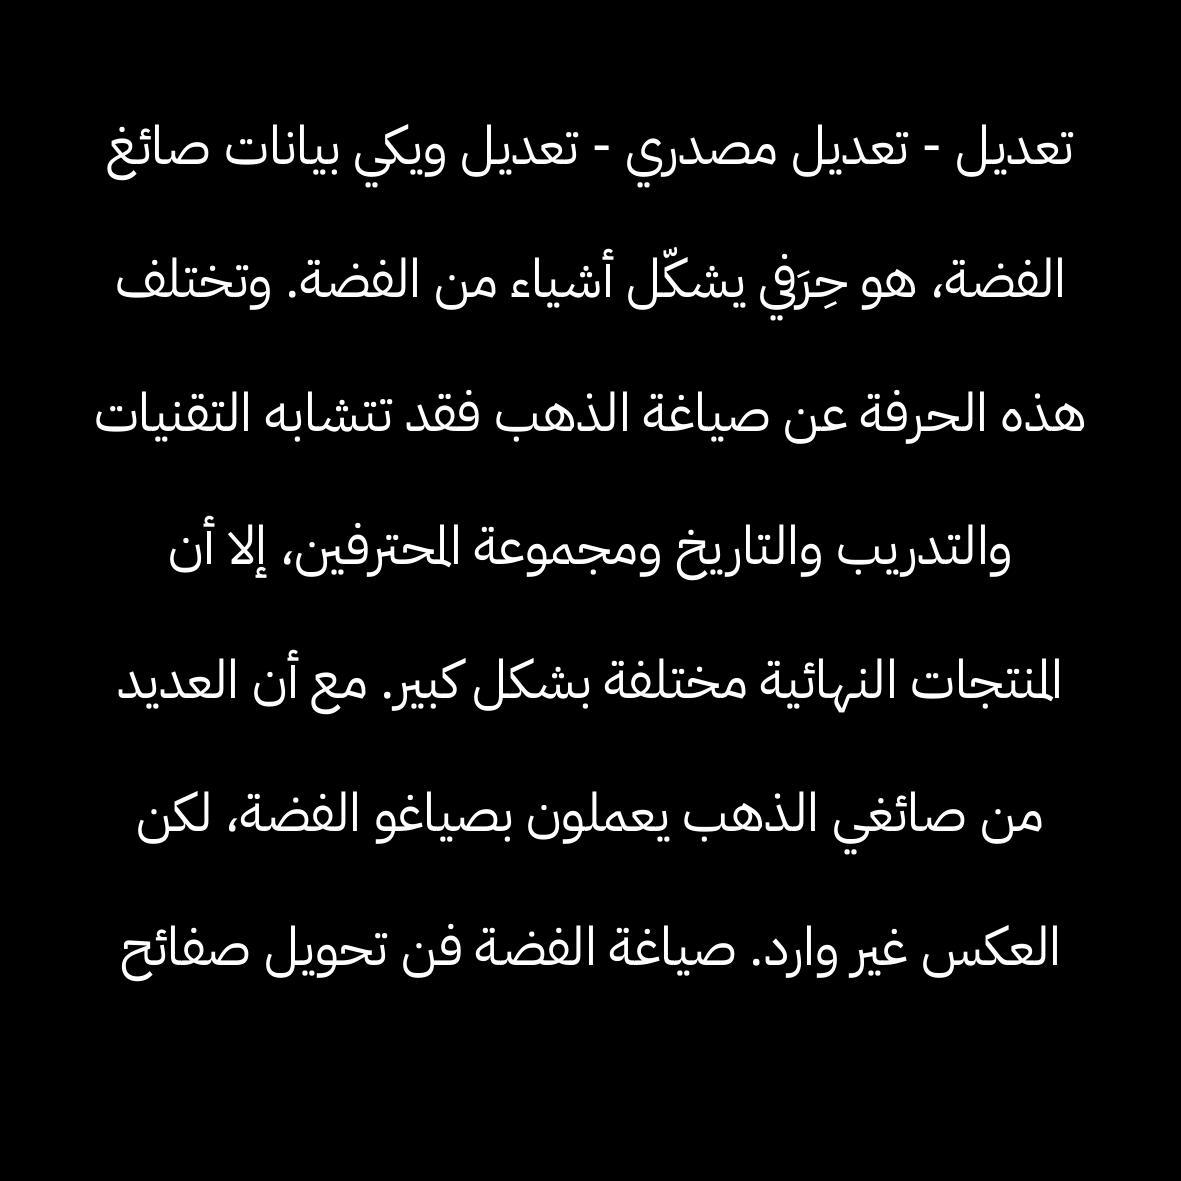 تعديل - تعديل مصدري - تعديل ويكي بيانات صائغ
الفضة، هو حِرَفي يشكّل أشياء من الفضة. وتختلف
هذه الحرفة عن صياغة الذهب فقد تتشابه التقنيات
والتدريب والتاريخ ومجموعة المحترفين، إلا أن
المنتجات النهائية مختلفة بشكل كبير. مع أن العديد
من صائغي الذهب يعملون بصياغو الفضة، لكن
العكس غير وارد. صياغة الفضة فن تحويل صفائح